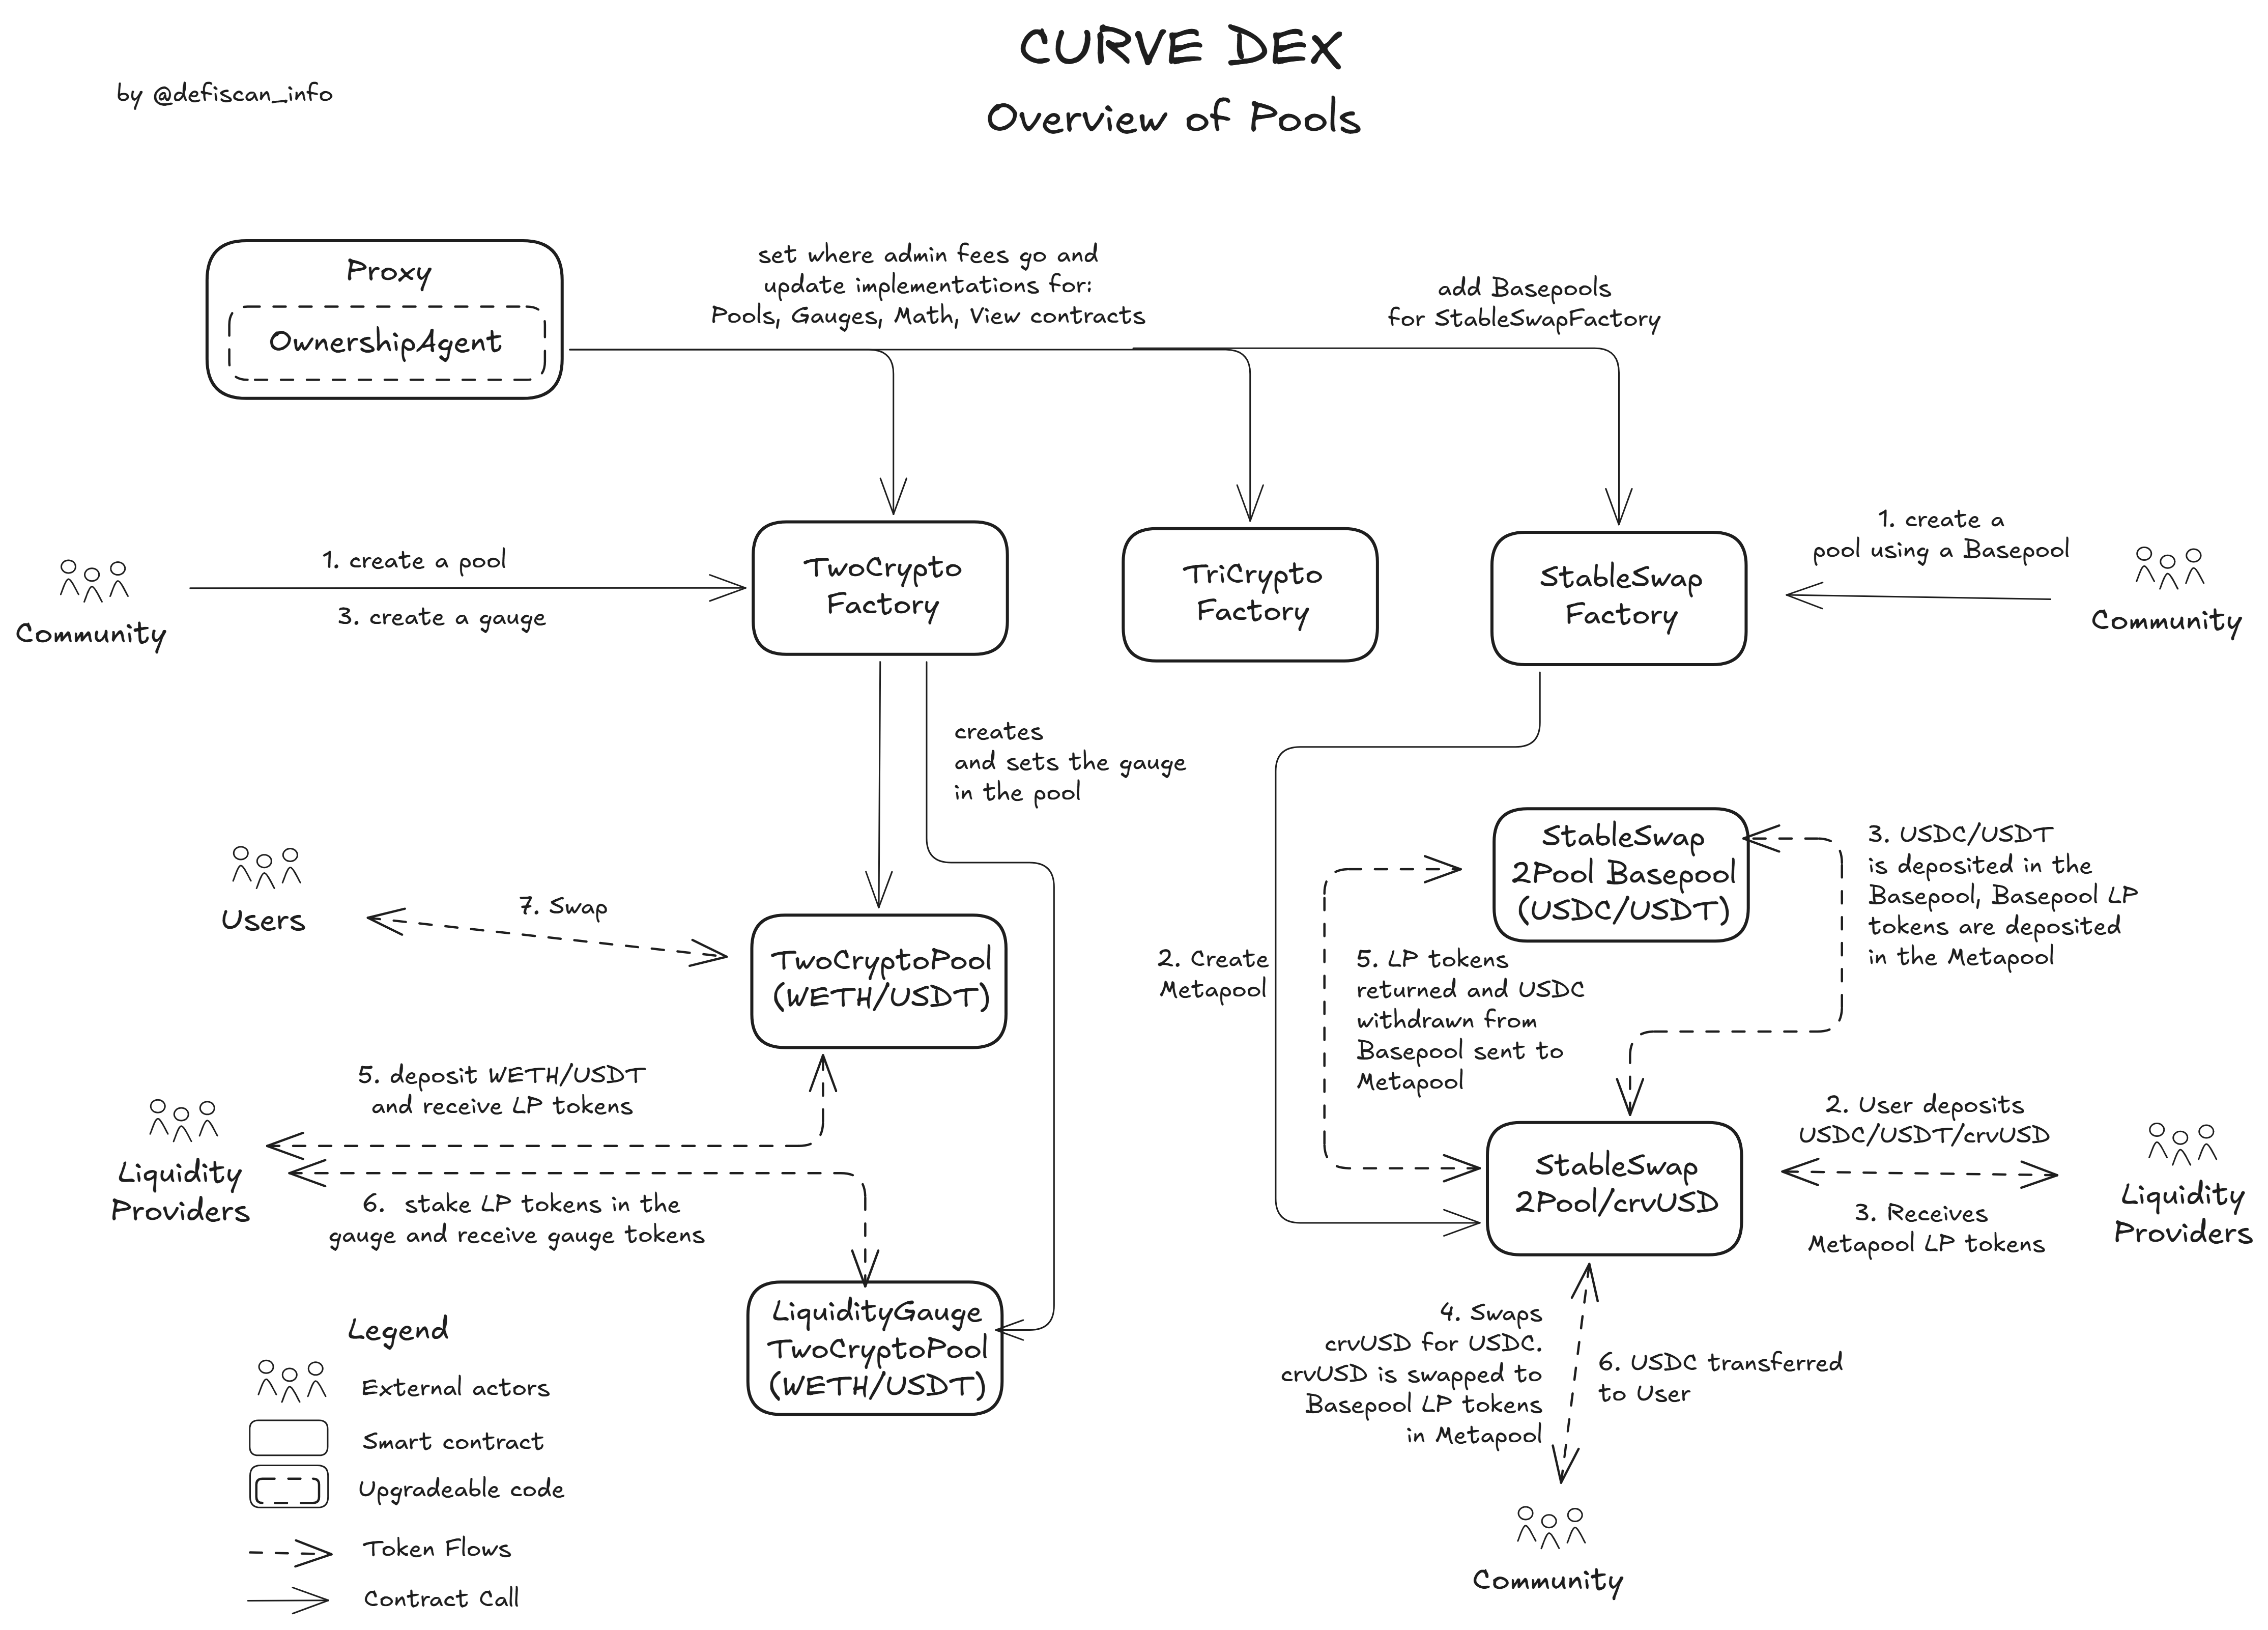 CURVE DEX
Overview of Pools
by @defiscan_info
Proxy
OwnershipAgent
set where admin fees go and
update implementations for:
Pools, Gauges, Math, View contracts
add Basepools
for StableSwapFactory
1. create a pool
3. create a gauge
Community
TwoCrypto
Factory
TriCrypto
Factory
StableSwap
Factory
1. create a
pool using a Basepool
Community
creates
and sets the gauge
in the pool
Users
7. Swap
TwoCryptoPool
(WETH/USDT)
5. deposit WETH/USDT
and receive LP tokens
Liquidity
Providers
6. stake LP tokens in the
gauge and receive gauge tokens
LiquidityGauge
TwoCryptoPool
(WETH/USDT)
2. Create
Metapool
StableSwap
2Pool Basepool
(USDC/USDT)
3. USDC/USDT
is deposited in the
Basepool, Basepool LP
tokens are deposited
in the Metapool
5. LP tokens
returned and USDC
withdrawn from
Basepool sent to
Metapool
StableSwap
2Pool/crvUSD
2. User deposits
USDC/USDT/crvUSD
3. Receives
Metapool LP tokens
Liquidity
Providers
4. Swaps
crvUSD for USDC.
crvUSD is swapped to
Basepool LP tokens
in Metapool
6. USDC transferred
to User
Community
Legend
External actors
Smart contract
Upgradeable code
Token Flows
Contract Call